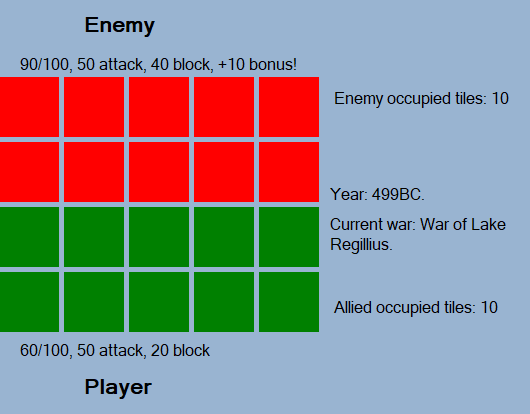 Enemy
90/100, 50 attack, 40 block, +10 bonus!
Enemy occupied tiles: 10
Year: 499BC.
Current war: War of Lake
Regillius.
Allied occupied tiles: 10
60/100, 50 attack, 20 block
Player